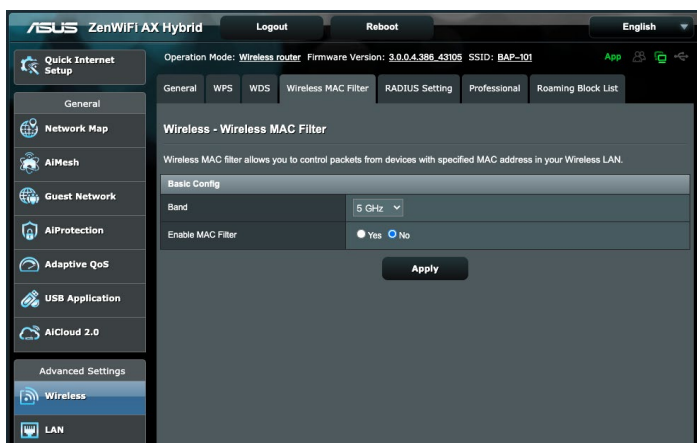 ASUS ZenWiFi AX Hybrid Logout Reboot English
Quick Internet
Setup
Operation Mode: Wireless router Firmware Version: 3.0.0.4.386_43105 SSID: BAP-101 App
General WPS WDS Wireless MAC Filter RADIUS Setting Professional Roaming Block List
General
Network Map
AiMesh
Guest Network
AiProtection
Adaptive QoS
USB Application
AiCloud 2.0
Advanced Settings
Wireless
LAN
Wireless - Wireless MAC Filter
Wireless MAC filter allows you to control packets from devices with specified MAC address in your Wireless LAN.
Basic Config
Band 5 GHz
Enable MAC Filter Yes No
Apply